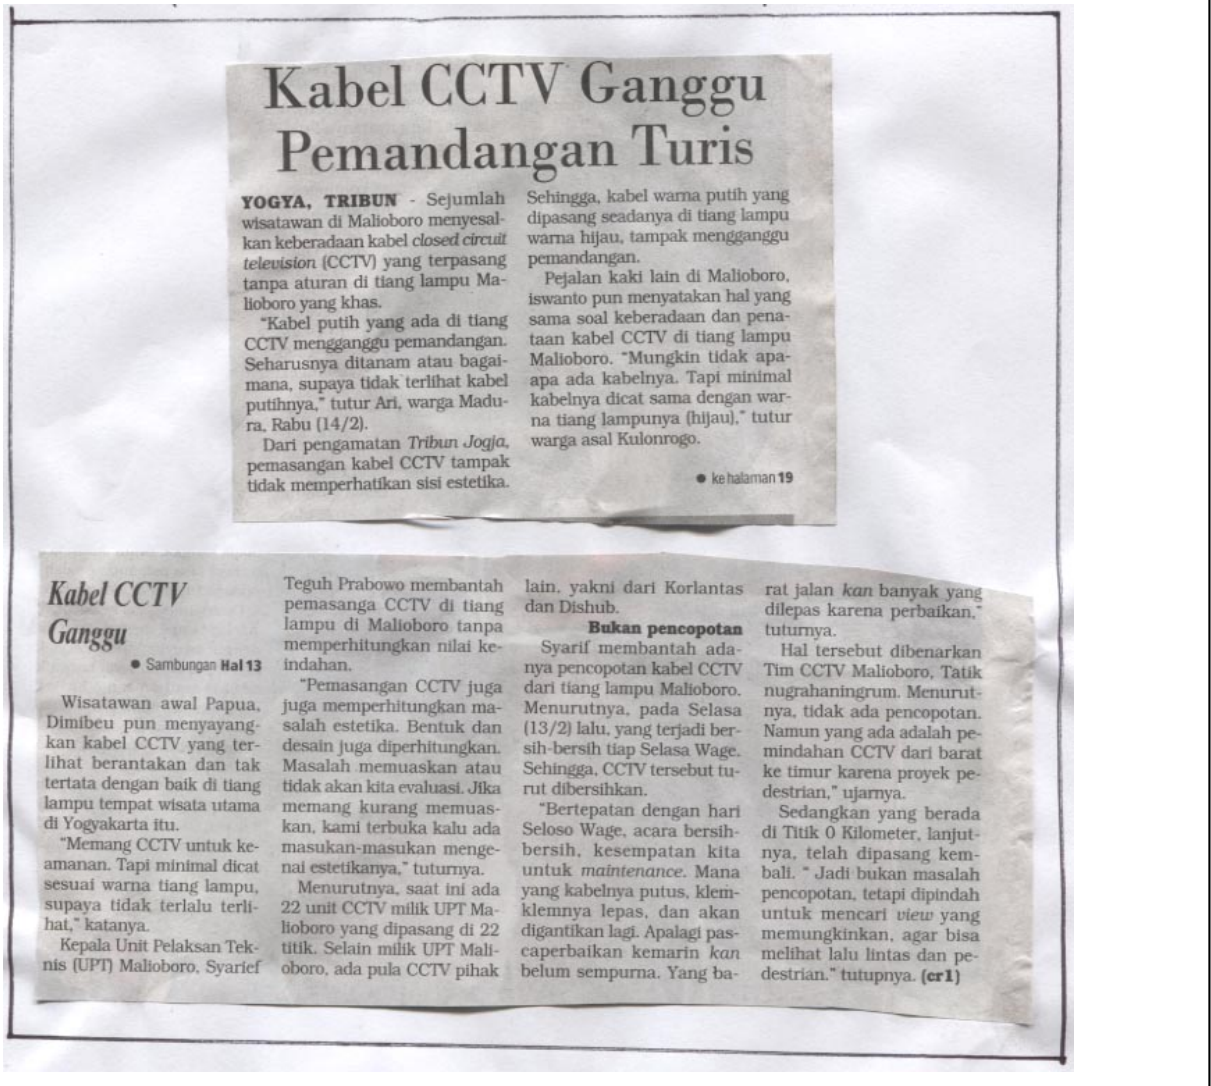 Kabel CCTV Ganggu
Pemandangan Turis
YOGYA, TRIBUN - Sejumlah
wisatawan di Malioboro menyesal-
kan keberadaan kabel closed circuit
television (CCTV) yang terpasang
tanpa aturan di tiang lampu Ma-
lioboro yang khas.
"Kabel putih yang ada di tiang
CCTV mengganggu pemandangan.
Seharusnya ditanam atau bagai-
mana, supaya tidak terlihat kabel
putihnya," tutur Ari, warga Madu-
ra, Rabu (14/2).
Dari pengamatan Tribun Jogja,
pemasangan kabel CCTV tampak
tidak memperhatikan sisi estetika.
Sehingga, kabel warna putih yang
dipasang seadanya di tiang lampu
warna hijau, tampak mengganggu
pemandangan.
Pejalan kaki lain di Malioboro,
iswanto pun menyatakan hal yang
sama soal keberadaan dan pena-
taan kabel CCTV di tiang lampu
Malioboro. "Mungkin tidak apa-
apa ada kabelnya. Tapi minimal
kabelnya dicat sama dengan war-
na tiang lampunya (hijau)," tutur
warga asal Kulonrogo.
● ke halaman 19
Kabel CCTV
Ganggu
● Sambungan Hal 13
Wisatawan awal Papua,
Dimibeu pun menyayang-
kan kabel CCTV yang ter-
lihat berantakan dan tak
tertata dengan baik di tiang
lampu tempat wisata utama
di Yogyakarta itu.
"Memang CCTV untuk ke-
amanan. Tapi minimal dicat
sesuai warna tiang lampu,
supaya tidak terlalu terli-
hat," katanya.
Kepala Unit Pelaksan Tek-
nis (UPT) Malioboro, Syarief
Teguh Prabowo membantah
pemasanga CCTV di tiang
lampu di Malioboro tanpa
memperhitungkan nilai ke-
indahan.
"Pemasangan CCTV juga
juga memperhitungkan ma-
salah estetika. Bentuk dan
desain juga diperhitungkan.
Masalah memuaskan atau
tidak akan kita evaluasi. Jika
memang kurang memuas-
kan, kami terbuka kalu ada
masukan-masukan menge-
nai estetikanya," tuturnya.
Menurutnya, saat ini ada
22 unit CCTV milik UPT Ma-
lioboro yang dipasang di 22
titik. Selain milik UPT Mali-
oboro, ada pula CCTV pihak
lain, yakni dari Korlantas
dan Dishub.
Bukan pencopotan
Syarif membantah ada-
nya pencopotan kabel CCTV
dari tiang lampu Malioboro.
Menurutnya, pada Selasa
(13/2) lalu, yang terjadi ber-
sih-bersih tiap Selasa Wage.
Sehingga, CCTV tersebut tu-
rut dibersihkan.
"Bertepatan dengan hari
Seloso Wage, acara bersih-
bersih, kesempatan kita
untuk maintenance. Mana
yang kabelnya putus, klem-
klemnya lepas, dan akan
digantikan lagi. Apalagi pas-
caperbaikan kemarin kan
belum sempurna. Yang ba-
rat jalan kan banyak yang
dilepas karena perbaikan,"
tuturnya.
Hal tersebut dibenarkan
Tim CCTV Malioboro, Tatik
nugrahaningrum. Menurut-
nya, tidak ada pencopotan.
Namun yang ada adalah pe-
mindahan CCTV dari barat
ke timur karena proyek pe-
destrian," ujarnya.
Sedangkan yang berada
di Titik 0 Kilometer, lanjut-
nya, telah dipasang kem-
bali. " Jadi bukan masalah
pencopotan, tetapi dipindah
untuk mencari view yang
memungkinkan, agar bisa
melihat lalu lintas dan pe-
destrian." tutupnya. (cr1)